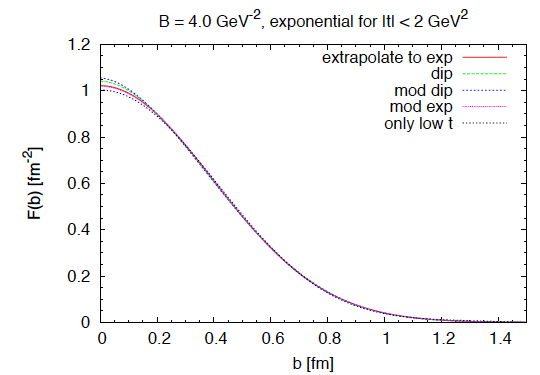 B = 4.0 GeV⁻², exponential for |t| < 2 GeV²
extrapolate to exp
dip
mod dip
mod exp
only low t
F(b) [fm⁻²]
1.2
1
0.8
0.6
0.4
0.2
0
0 0.2 0.4 0.6 0.8 1 1.2 1.4
b [fm]